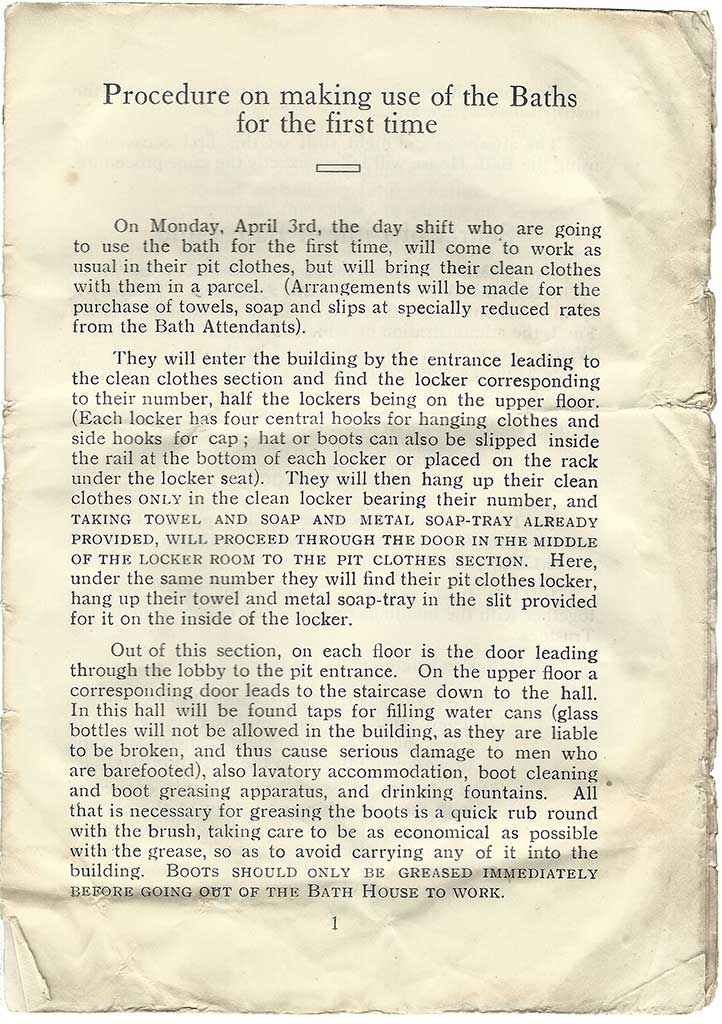 Procedure on making use of the Baths
for the first time
On Monday, April 3rd, the day shift who are going
to use the bath for the first time, will come to work as
usual in their pit clothes, but will bring their clean clothes
with them in a parcel. (Arrangements will be made for the
purchase of towels, soap and slips at specially reduced rates
from the Bath Attendants).
They will enter the building by the entrance leading to
the clean clothes section and find the locker corresponding
to their number, half the lockers being on the upper floor.
(Each locker has four central hooks for hanging clothes and
side hooks for cap; hat or boots can also be slipped inside
the rail at the bottom of each locker or placed on the rack
under the locker seat). They will then hang up their clean
clothes ONLY in the clean locker bearing their number, and
TAKING TOWEL AND SOAP AND METAL SOAP-TRAY ALREADY
PROVIDED, WILL PROCEED THROUGH THE DOOR IN THE MIDDLE
OF THE LOCKER ROOM TO THE PIT CLOTHES SECTION. Here,
under the same number they will find their pit clothes locker,
hang up their towel and metal soap-tray in the slit provided
for it on the inside of the locker.
Out of this section, on each floor is the door leading
through the lobby to the pit entrance. On the upper floor a
corresponding door leads to the staircase down to the hall.
In this hall will be found taps for filling water cans (glass
bottles will not be allowed in the building, as they are liable
to be broken, and thus cause serious damage to men who
are barefooted), also lavatory accommodation, boot cleaning
and boot greasing apparatus, and drinking fountains. All
that is necessary for greasing the boots is a quick rub round
with the brush, taking care to be as economical as possible
with the grease, so as to avoid carrying any of it into the
building. BOOTS SHOULD ONLY BE GREASED IMMEDIATELY
BEFORE GOING OUT OF THE BATH HOUSE TO WORK.
1